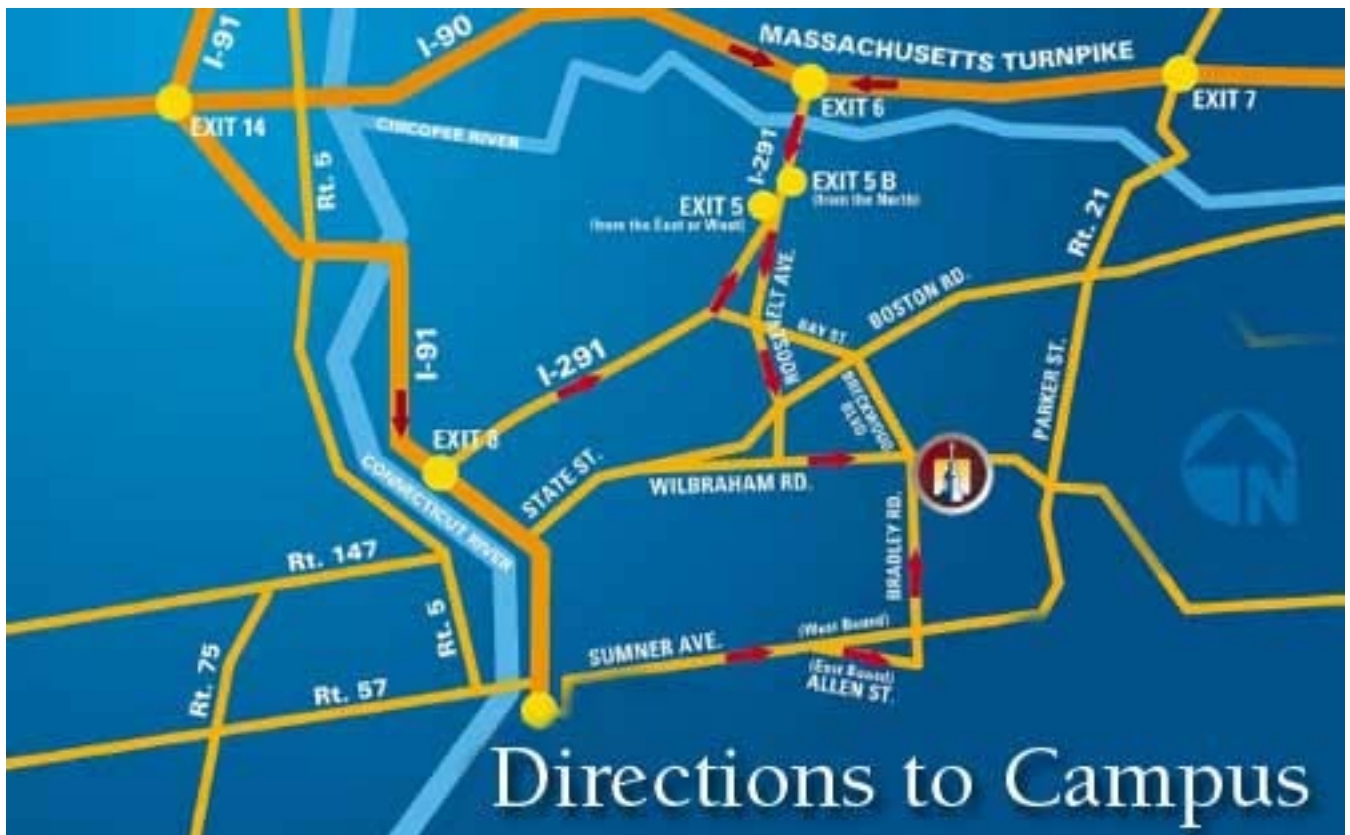 I-91
I-90
MASSACHUSETTS TURNPIKE
EXIT 14
EXIT 6
EXIT 7
CHICOPEE RIVER
Rt. 5
I-291
EXIT 5 B
(from the North)
EXIT 5
(from the East or West)
Rt. 21
ROOSEVELT AVE.
BOSTON RD.
BAY ST.
I-91
I-291
BRECKWOOD
BLVD
PARKER ST.
EXIT 8
STATE ST.
WILBRAHAM RD.
N
CONNECTICUT RIVER
BRADLEY RD.
Rt. 147
Rt. 5
SUMNER AVE.
(West Bound)
(East Bound)
ALLEN ST.
Rt. 75
Rt. 57
Directions to Campus